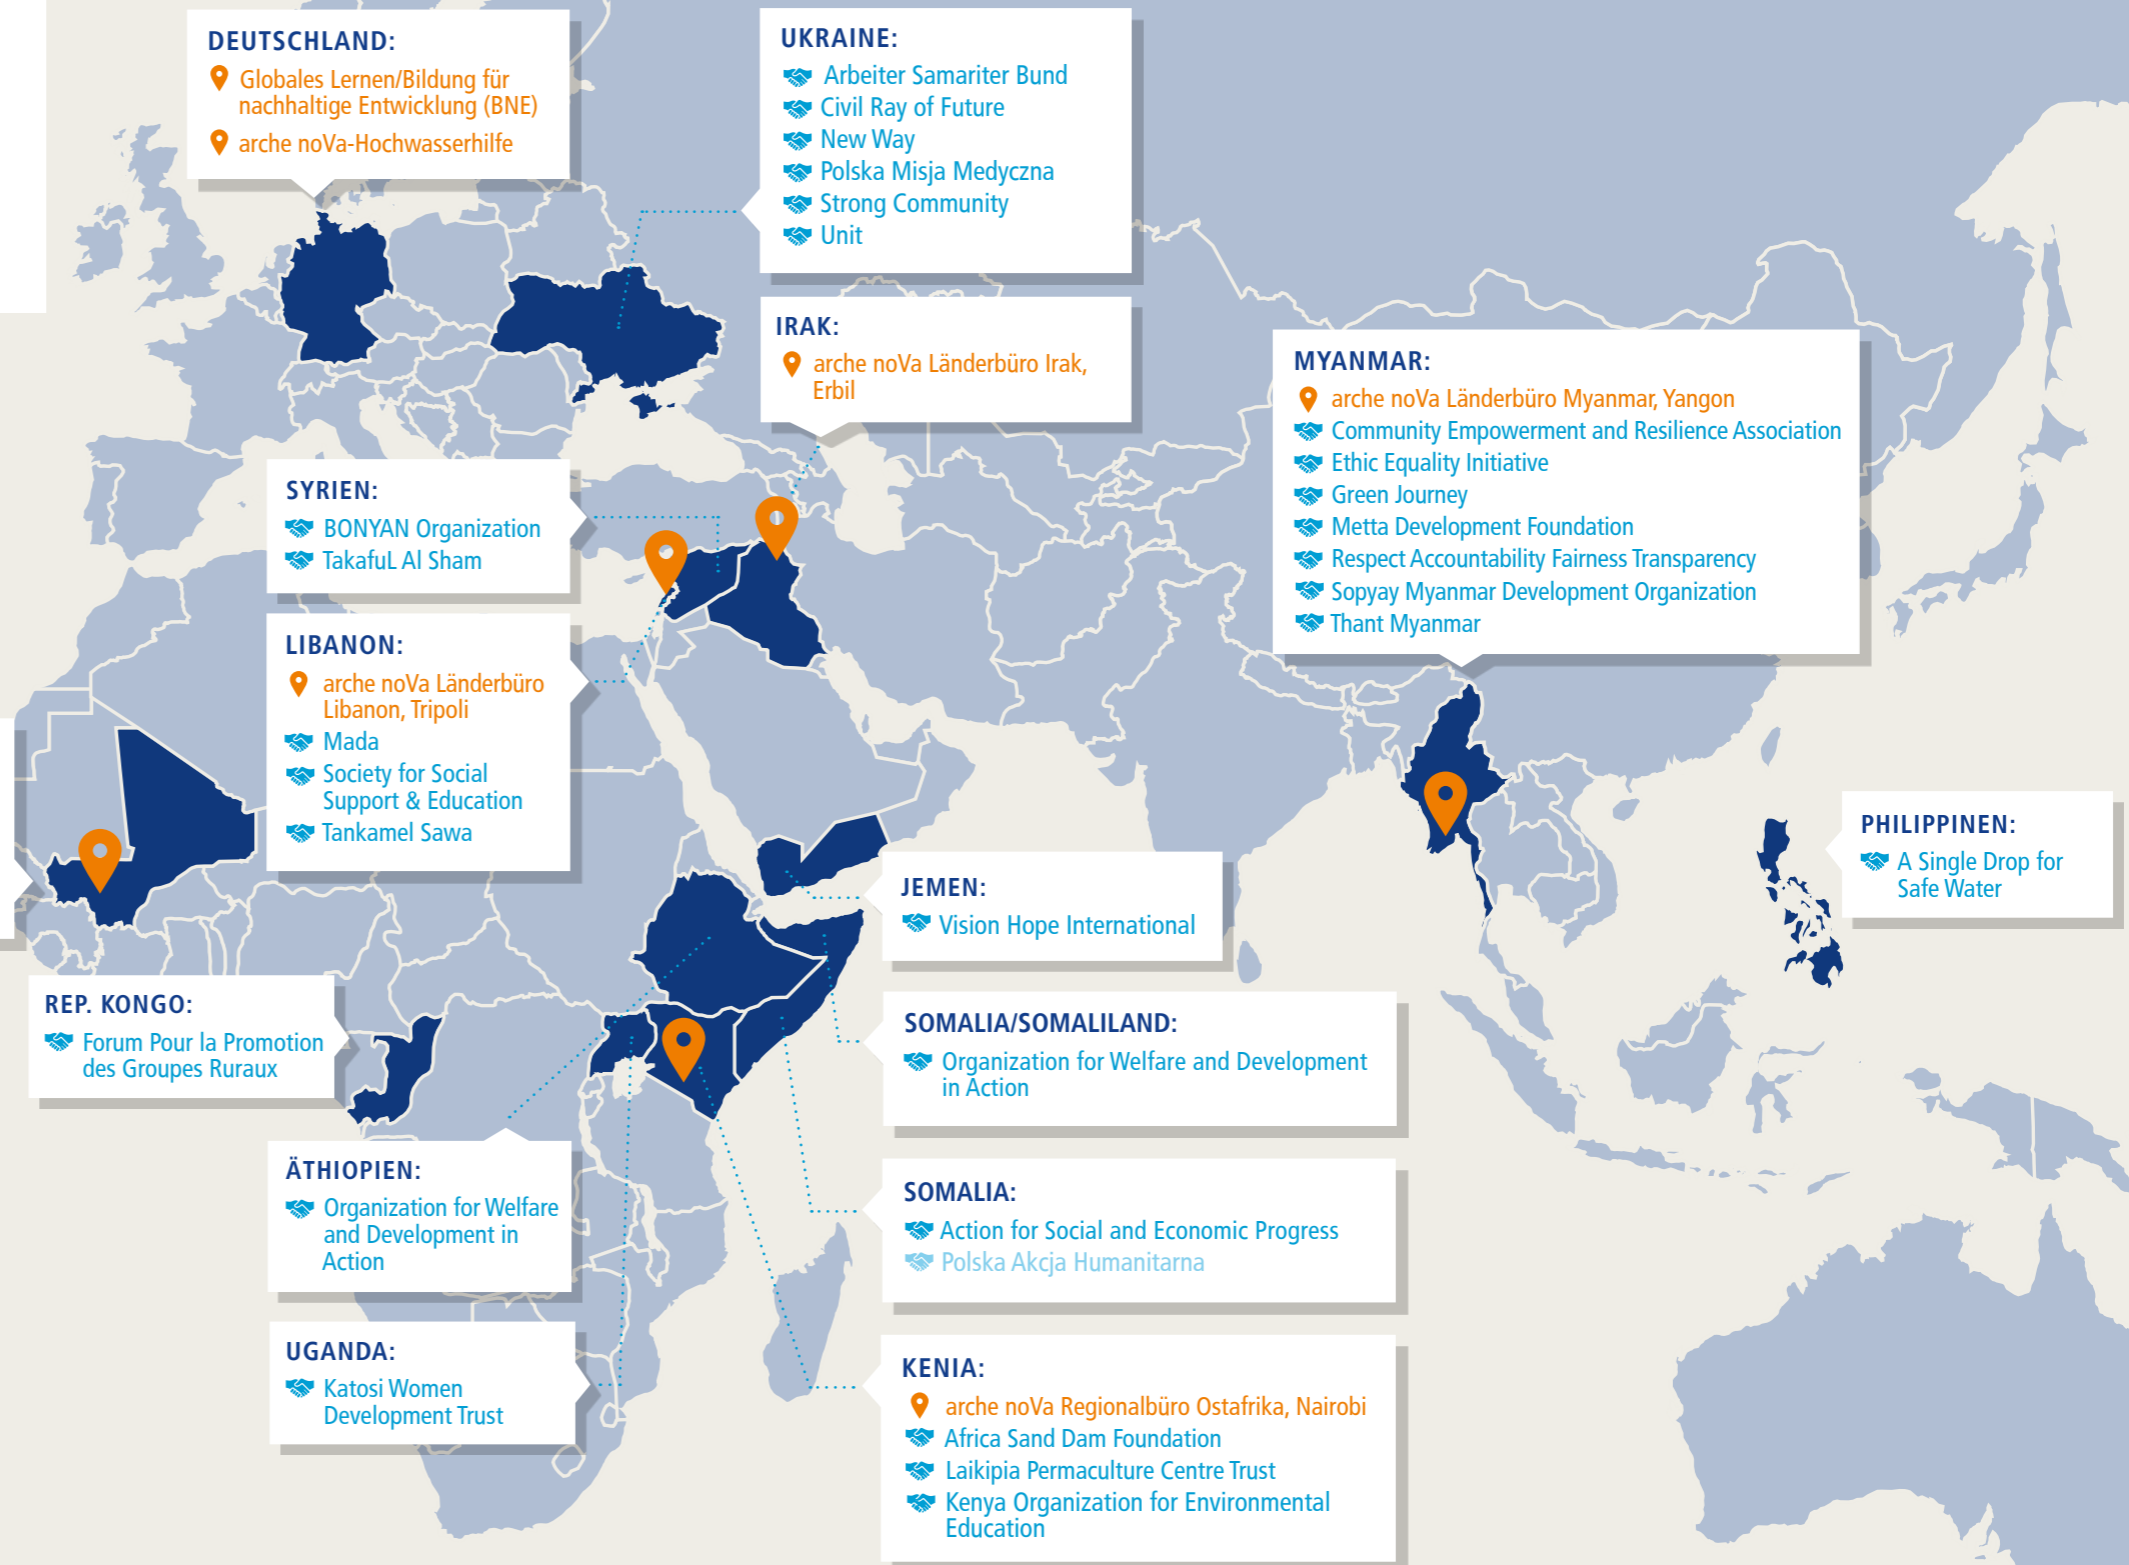 DEUTSCHLAND:
Globales Lernen/Bildung für
nachhaltige Entwicklung (BNE)
arche noVa-Hochwasserhilfe
UKRAINE:
Arbeiter Samariter Bund
Civil Ray of Future
New Way
Polska Misja Medyczna
Strong Community
Unit
IRAK:
arche noVa Länderbüro Irak,
Erbil
MYANMAR:
arche noVa Länderbüro Myanmar, Yangon
Community Empowerment and Resilience Association
Ethic Equality Initiative
Green Journey
Metta Development Foundation
Respect Accountability Fairness Transparency
Sopyay Myanmar Development Organization
Thant Myanmar
SYRIEN:
BONYAN Organization
TakafuL Al Sham
LIBANON:
arche noVa Länderbüro
Libanon, Tripoli
Mada
Society for Social
Support & Education
Tankamel Sawa
PHILIPPINEN:
A Single Drop for
Safe Water
JEMEN:
Vision Hope International
REP. KONGO:
Forum Pour la Promotion
des Groupes Ruraux
SOMALIA/SOMALILAND:
Organization for Welfare and Development
in Action
ÄTHIOPIEN:
Organization for Welfare
and Development in
Action
SOMALIA:
Action for Social and Economic Progress
Polska Akcja Humanitarna
UGANDA:
Katosi Women
Development Trust
KENIA:
arche noVa Regionalbüro Ostafrika, Nairobi
Africa Sand Dam Foundation
Laikipia Permaculture Centre Trust
Kenya Organization for Environmental
Education